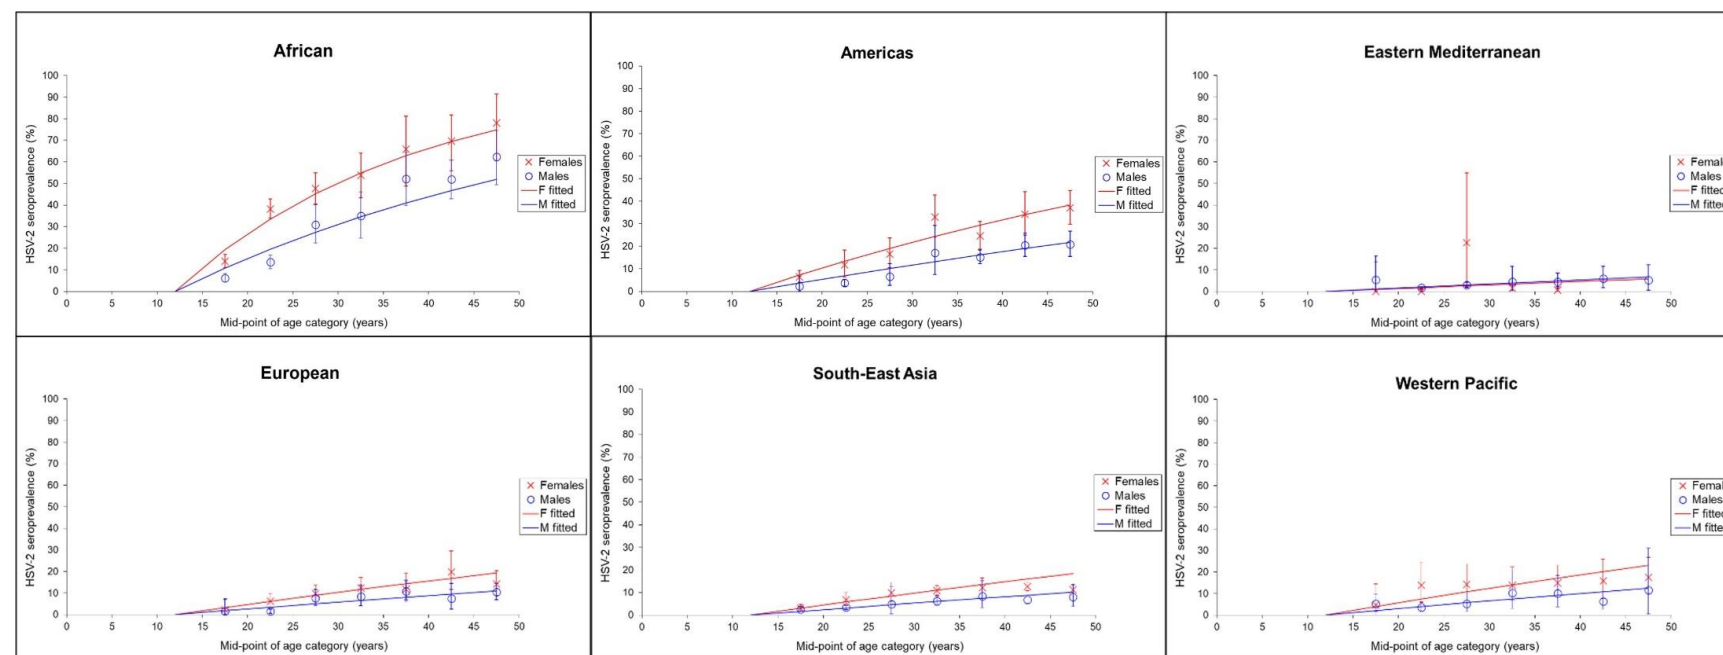 African
HSV-2 seroprevalence (%)
100
90
80
70
60
50
40
30
20
10
0
0 5 10 15 20 25 30 35 40 45 50
Mid-point of age category (years)
Females
Males
F fitted
M fitted
Americas
HSV-2 seroprevalence (%)
100
90
80
70
60
50
40
30
20
10
0
0 5 10 15 20 25 30 35 40 45 50
Mid-point of age category (years)
Females
Males
F fitted
M fitted
Eastern Mediterranean
HSV-2 seroprevalence (%)
100
90
80
70
60
50
40
30
20
10
0
0 5 10 15 20 25 30 35 40 45 50
Mid-point of age category (years)
Femal
Males
F fitted
M fitte
European
HSV-2 seroprevalence (%)
100
90
80
70
60
50
40
30
20
10
0
0 5 10 15 20 25 30 35 40 45 50
Mid-point of age category (years)
Females
Males
F fitted
M fitted
South-East Asia
HSV-2 seroprevalence (%)
100
90
80
70
60
50
40
30
20
10
0
0 5 10 15 20 25 30 35 40 45 50
Mid-point of age category (years)
Females
Males
F fitted
M fitted
Western Pacific
HSV-2 seroprevalence (%)
100
90
80
70
60
50
40
30
20
10
0
0 5 10 15 20 25 30 35 40 45 50
Mid-point of age category (years)
Femal
Males
F fitted
M fitte